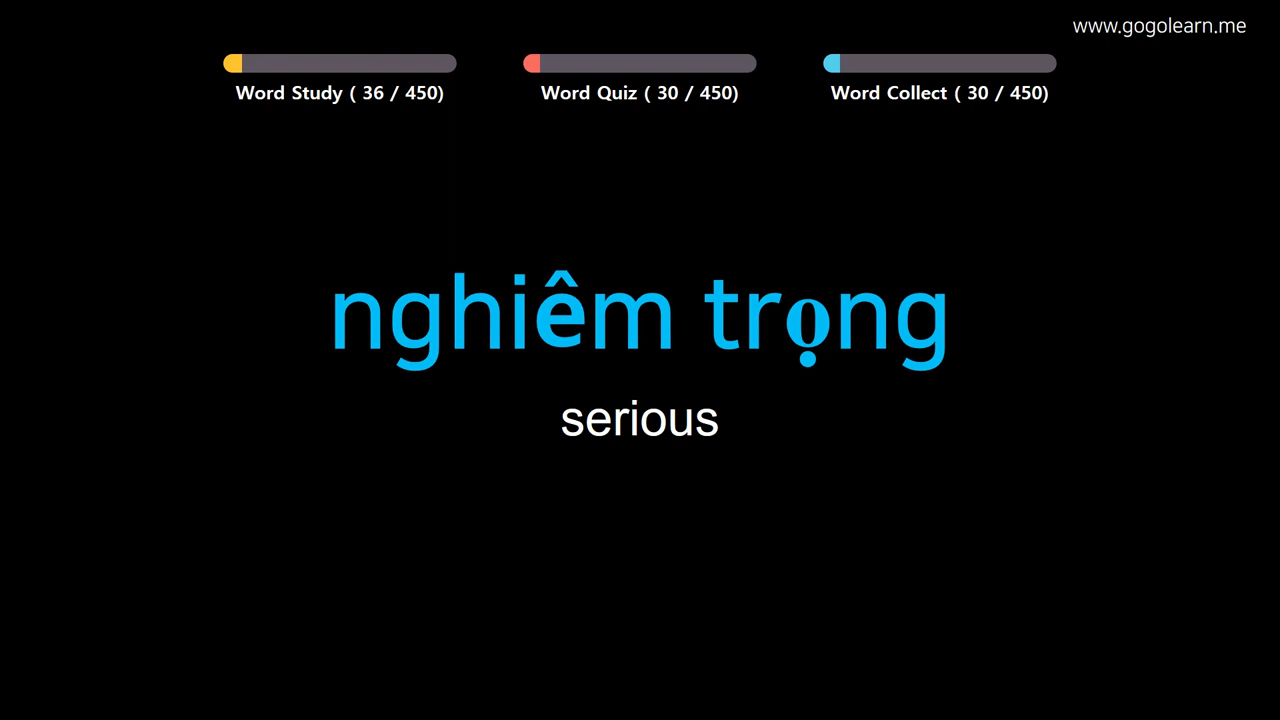 www.gogolearn.me
Word Study ( 36 / 450)
Word Quiz ( 30 / 450)
Word Collect ( 30 / 450)
nghiêm trọng
serious